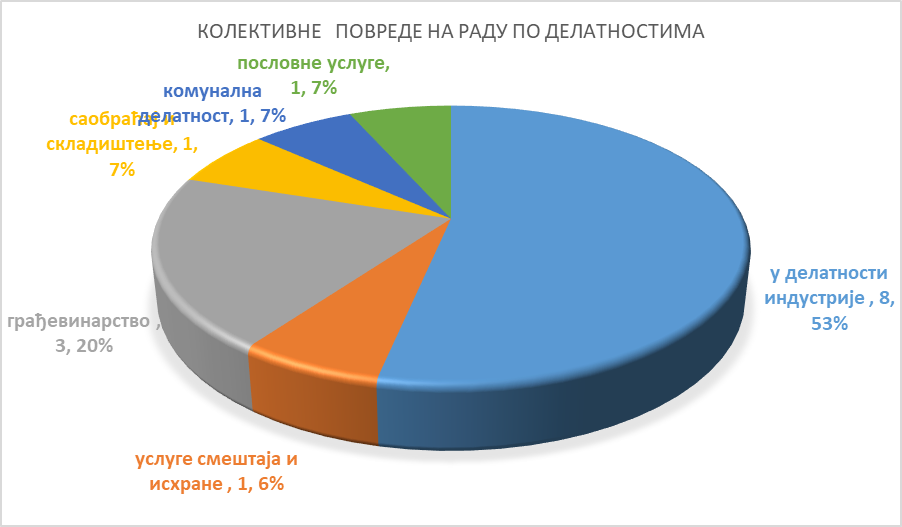 КОЛЕКТИВНЕ ПОВРЕДЕ НА РАДУ ПО ДЕЛАТНОСТИМА
пословне услуге,
1, 7%
комунална
делатност, 1, 7%
саобраћај и
складиштење, 1,
7%
у делатности
индустрије , 8,
53%
грађевинарство ,
3, 20%
услуге смештаја и
исхране , 1, 6%